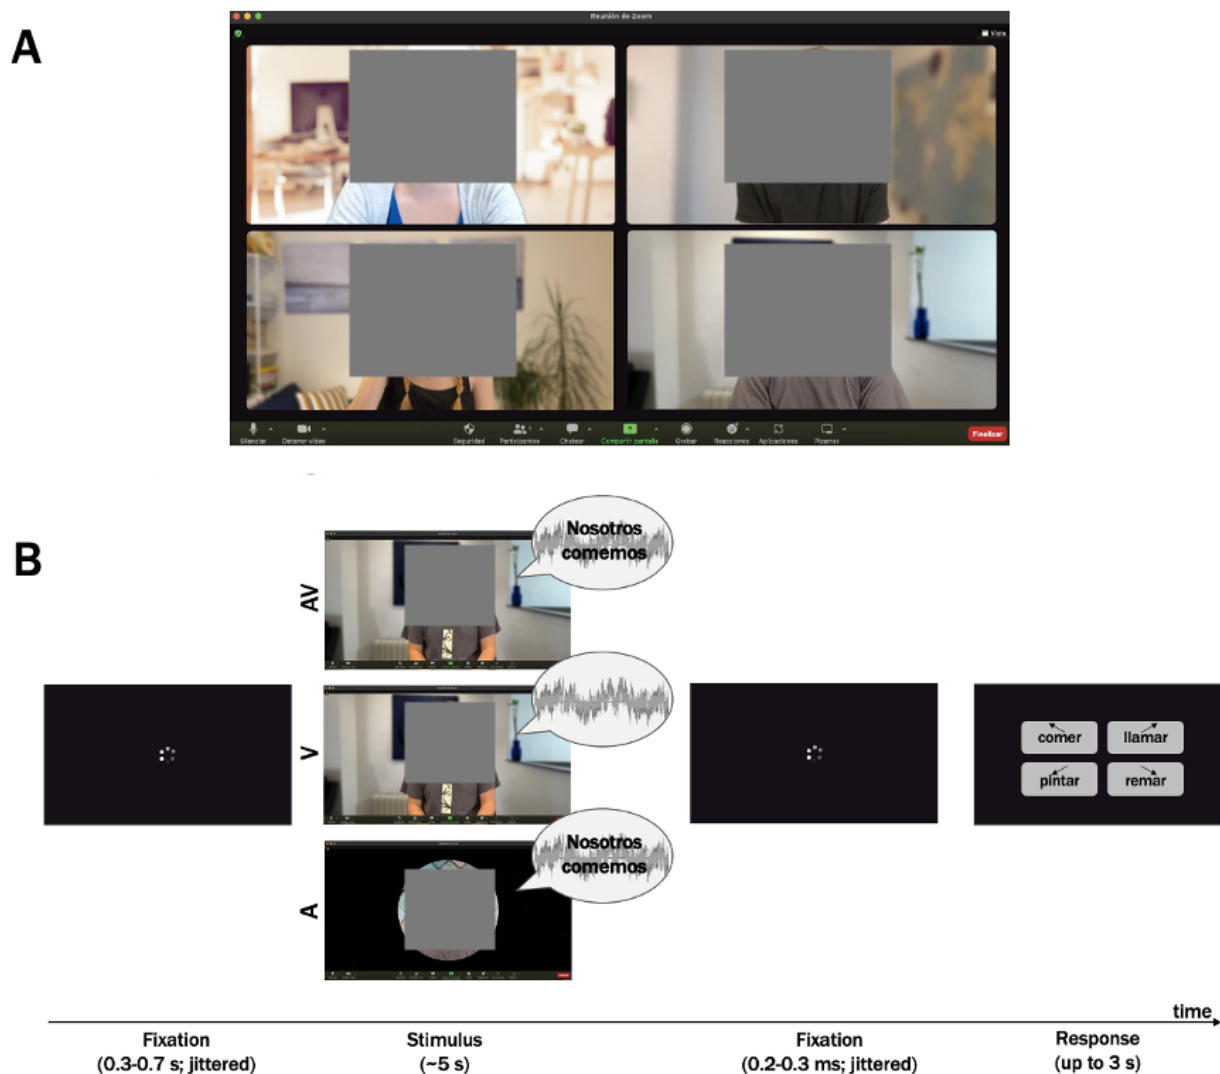 A
Reunión de Zoom
Vista
Silenciar
Detener vídeo
Seguridad
Participantes
Chatear
Compartir pantalla
Grabar
Reacciones
Aplicaciones
Pizarras
Finalizar
B
AV
Nosotros
comemos
V
A
Nosotros
comemos
comer
llamar
pintar
remar
time
Fixation
(0.3-0.7 s; jittered)
Stimulus
(~5 s)
Fixation
(0.2-0.3 ms; jittered)
Response
(up to 3 s)